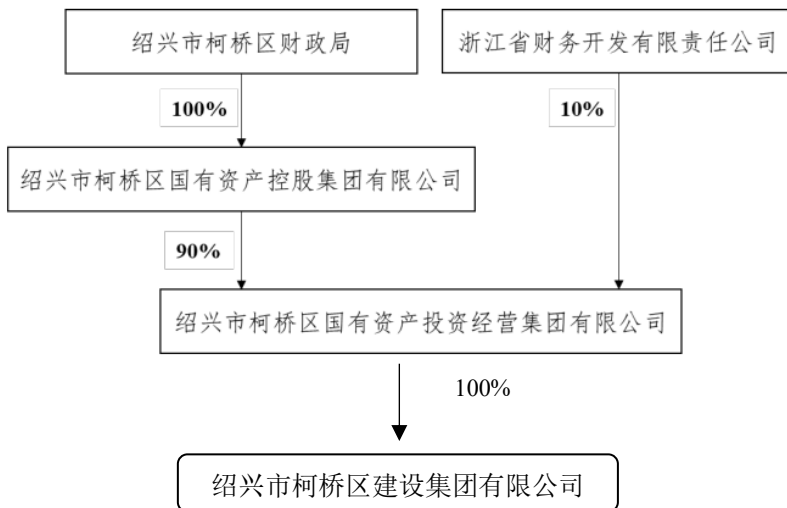 绍兴市柯桥区财政局
浙江省财务开发有限责任公司
100%
10%
绍兴市柯桥区国有资产控股集团有限公司
90%
绍兴市柯桥区国有资产投资经营集团有限公司
100%
绍兴市柯桥区建设集团有限公司